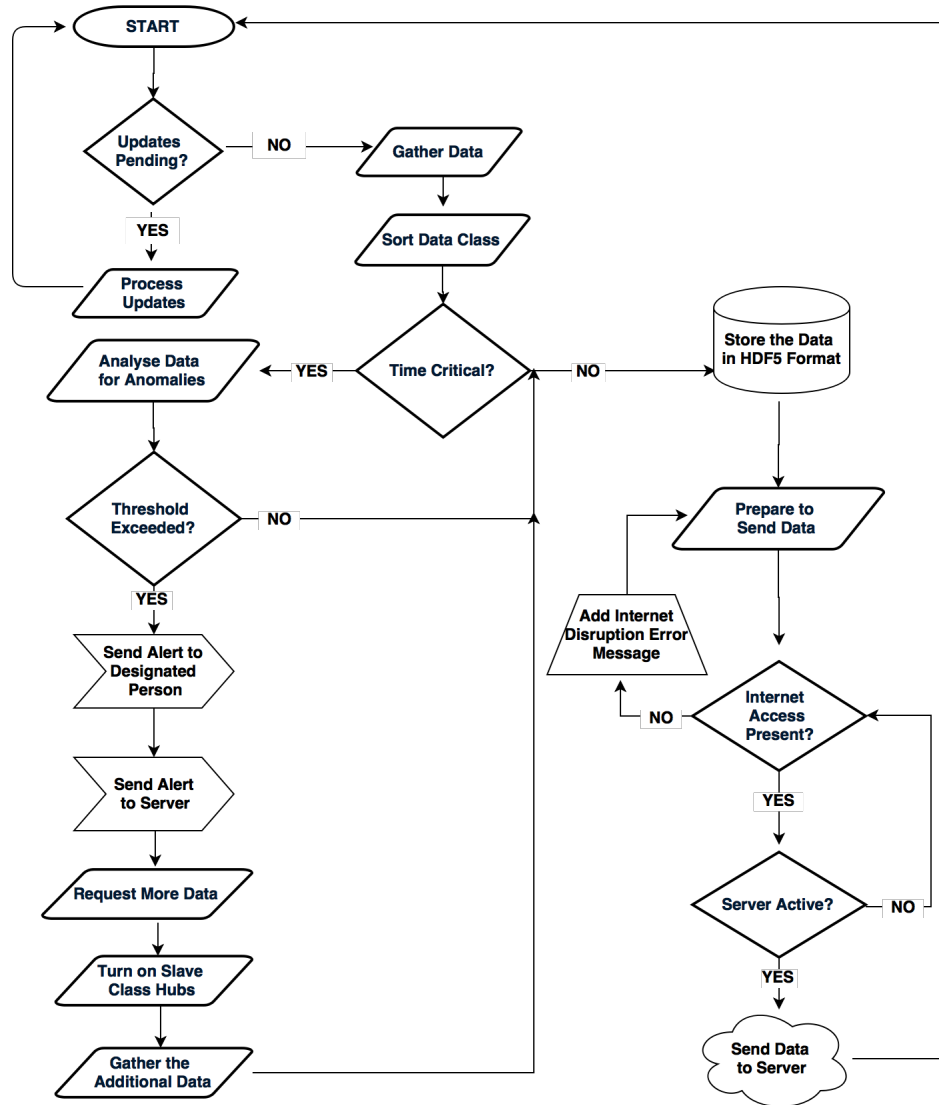 START
Updates
Pending?
NO
Gather Data
YES
Sort Data Class
Process
Updates
Time Critical?
YES
NO
Store the Data
in HDF5 Format
Analyse Data
for Anomalies
Threshold
Exceeded?
NO
YES
Send Alert to
Designated
Person
Send Alert
to Server
Request More Data
Turn on Slave
Class Hubs
Gather the
Additional Data
Prepare to
Send Data
Add Internet
Disruption Error
Message
NO
Internet
Access
Present?
YES
Server Active?
NO
YES
Send Data
to Server